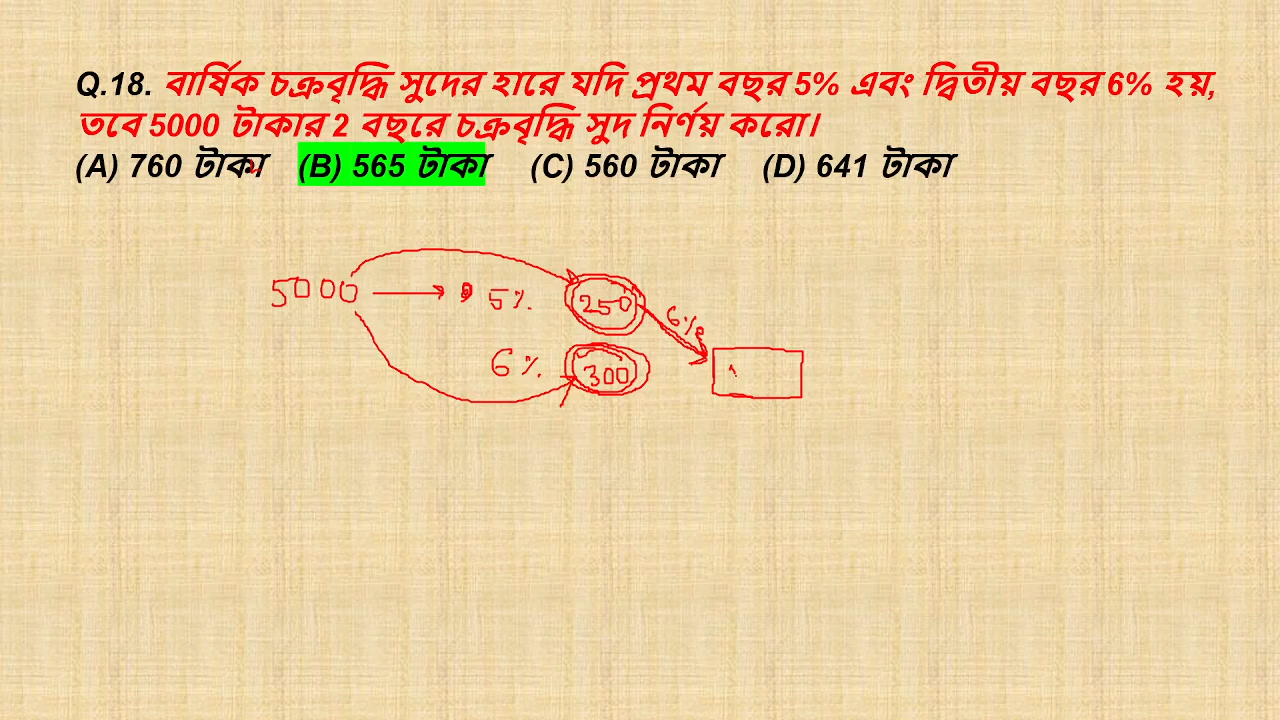 Q.18. বার্ষিক চক্রবৃদ্ধি সুদের হারে যদি প্রথম বছর 5% এবং দ্বিতীয় বছর 6% হয়,
তবে 5000 টাকার 2 বছরে চক্রবৃদ্ধি সুদ নির্ণয় করো।
(A) 760 টাকা (B) 565 টাকা (C) 560 টাকা (D) 641 টাকা
5000 5% 250
6%
6% 300